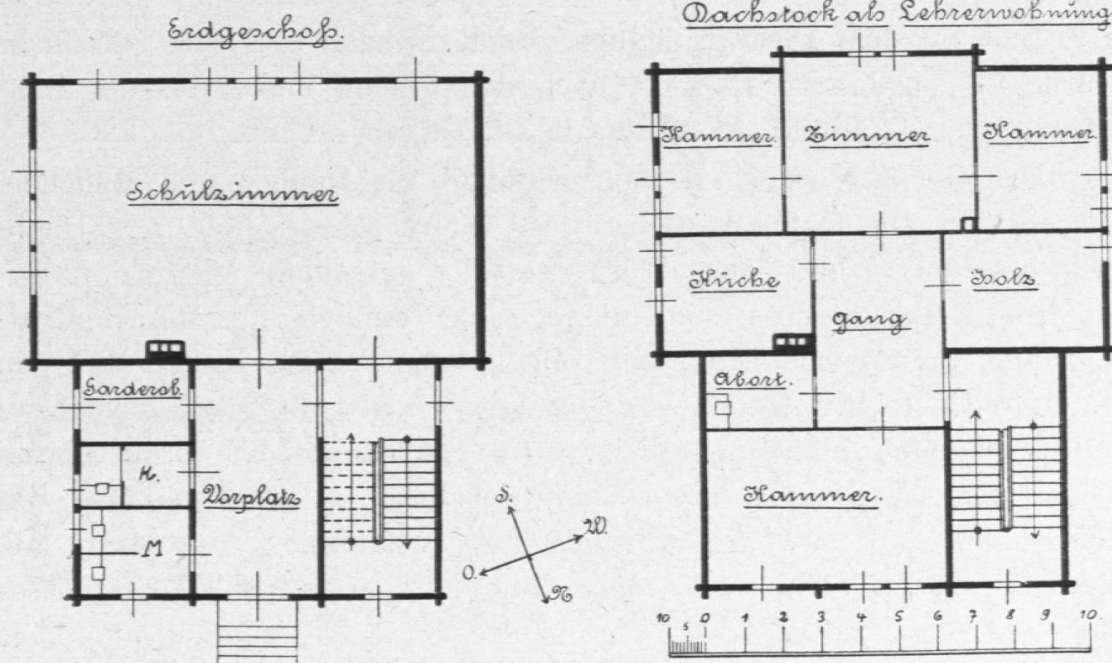 Erdgeschoß.
Schulzimmer
Garderob.
K.
Vorplatz
M
S.
W.
O.
N
Dachstock als Lehrerwohnung
Kammer.
Zimmer
Kammer.
Küche
Gang
Holz
Abort.
Kammer.
10 5 0 1 2 3 4 5 6 7 8 9 10